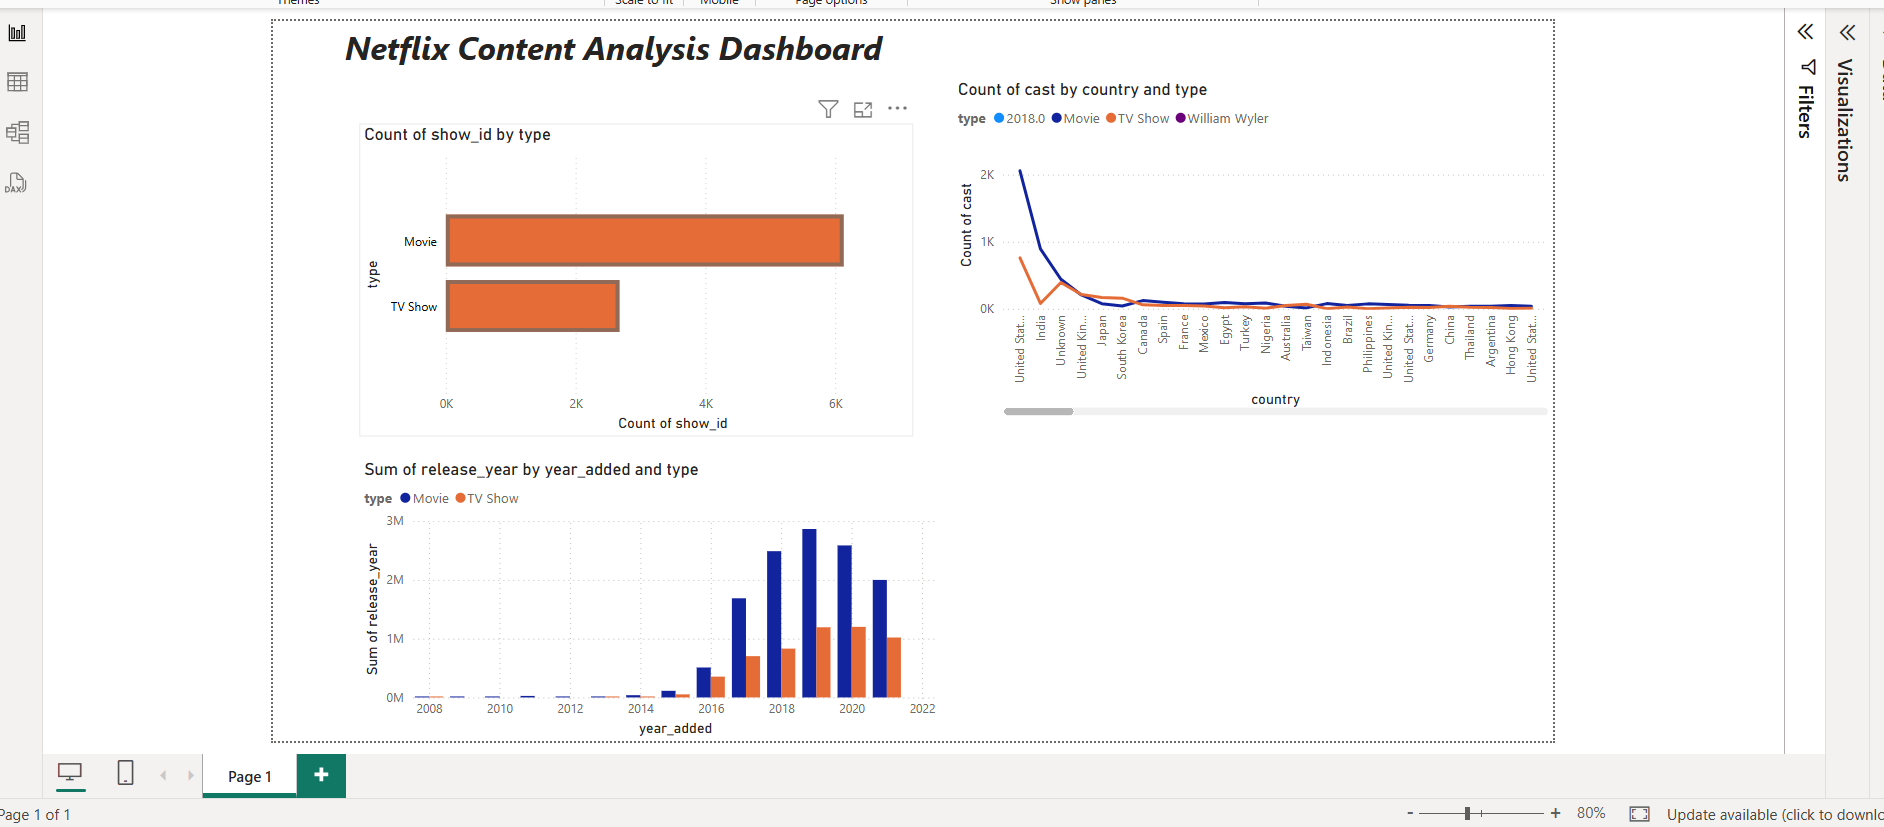 Themes
Scale to fit
Mobile
Page options
Show panes
Netflix Content Analysis Dashboard
Count of show_id by type
type
Movie
TV Show
0K 2K 4K 6K
Count of show_id
Count of cast by country and type
type 2018.0 Movie TV Show William Wyler
Count of cast
2K
1K
0K
United Stat...
India
Unknown
United Kin...
Japan
South Korea
Canada
Spain
France
Mexico
Egypt
Turkey
Nigeria
Australia
Taiwan
Indonesia
Brazil
Philippines
United Kin...
United Stat...
Germany
China
Thailand
Argentina
Hong Kong
United Stat...
country
Sum of release_year by year_added and type
type Movie TV Show
Sum of release_year
3M
2M
1M
0M
2008 2010 2012 2014 2016 2018 2020 2022
year_added
Filters
Visualizations
DAX
Page 1
+
Page 1 of 1
- + 80%
Update available (click to downlo